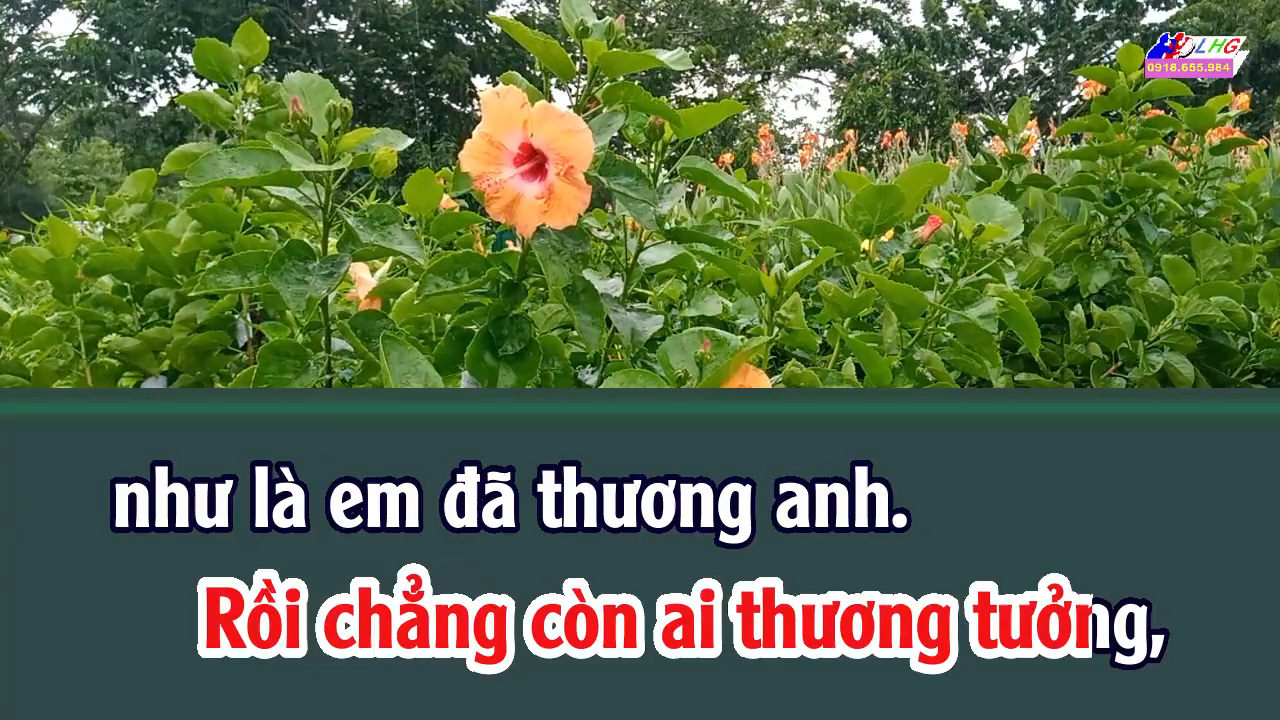 LHG
0918.655.984
như là em đã thương anh.
Rồi chẳng còn ai thương tưởng,